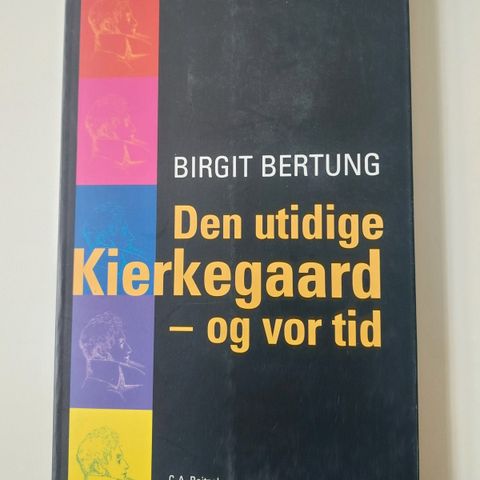 BIRGIT BERTUNG
Den utidige
Kierkegaard
– og vor tid
C.A.